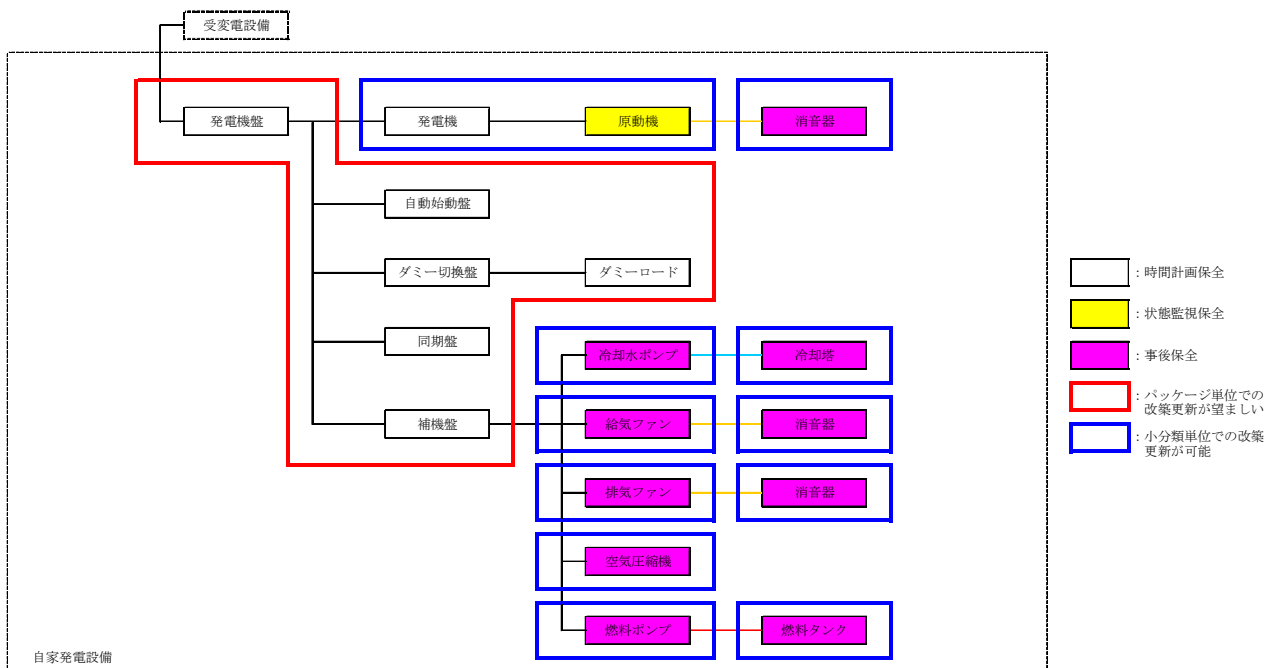 受変電設備
発電機盤
発電機
原動機
消音器
自動始動盤
ダミー切換盤
ダミーロード
同期盤
冷却水ポンプ
冷却塔
補機盤
給気ファン
消音器
排気ファン
消音器
空気圧縮機
燃料ポンプ
燃料タンク
自家発電設備
：時間計画保全
：状態監視保全
：事後保全
：パッケージ単位での
改築更新が望ましい
：小分類単位での改築
更新が可能